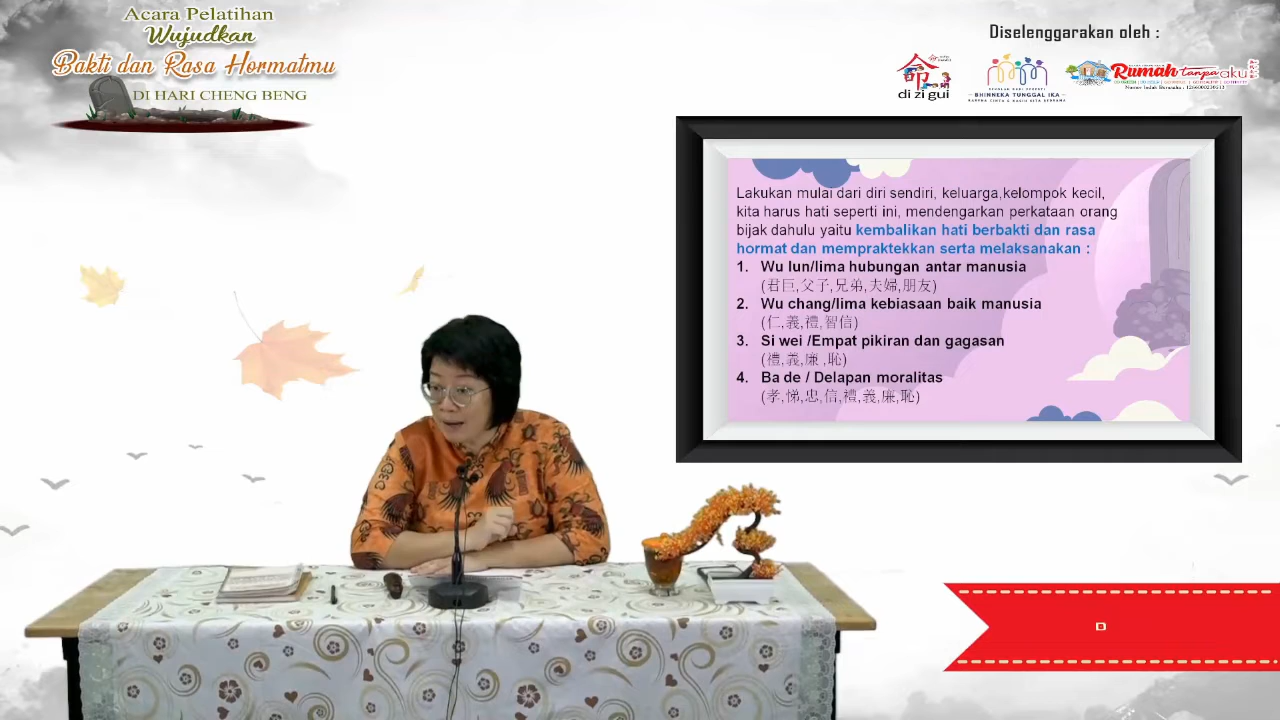 Acara Pelatihan
Wujudkan
Bakti dan Rasa Hormatmu
DI HARI CHENG BENG
Diselenggarakan oleh :
di zi gui
BHINNEKA TUNGGAL IKA
Rumah tanpa aku
Lakukan mulai dari diri sendiri, keluarga,kelompok kecil,
kita harus hati seperti ini, mendengarkan perkataan orang
bijak dahulu yaitu kembalikan hati berbakti dan rasa
hormat dan mempraktekkan serta melaksanakan :
1. Wu lun/lima hubungan antar manusia
(君巨,父子,兄弟,夫婦,朋友)
2. Wu chang/lima kebiasaan baik manusia
(仁,義,禮,智信)
3. Si wei /Empat pikiran dan gagasan
(禮,義,廉 ,恥)
4. Ba de / Delapan moralitas
(孝,悌,忠,信,禮,義,廉,恥)